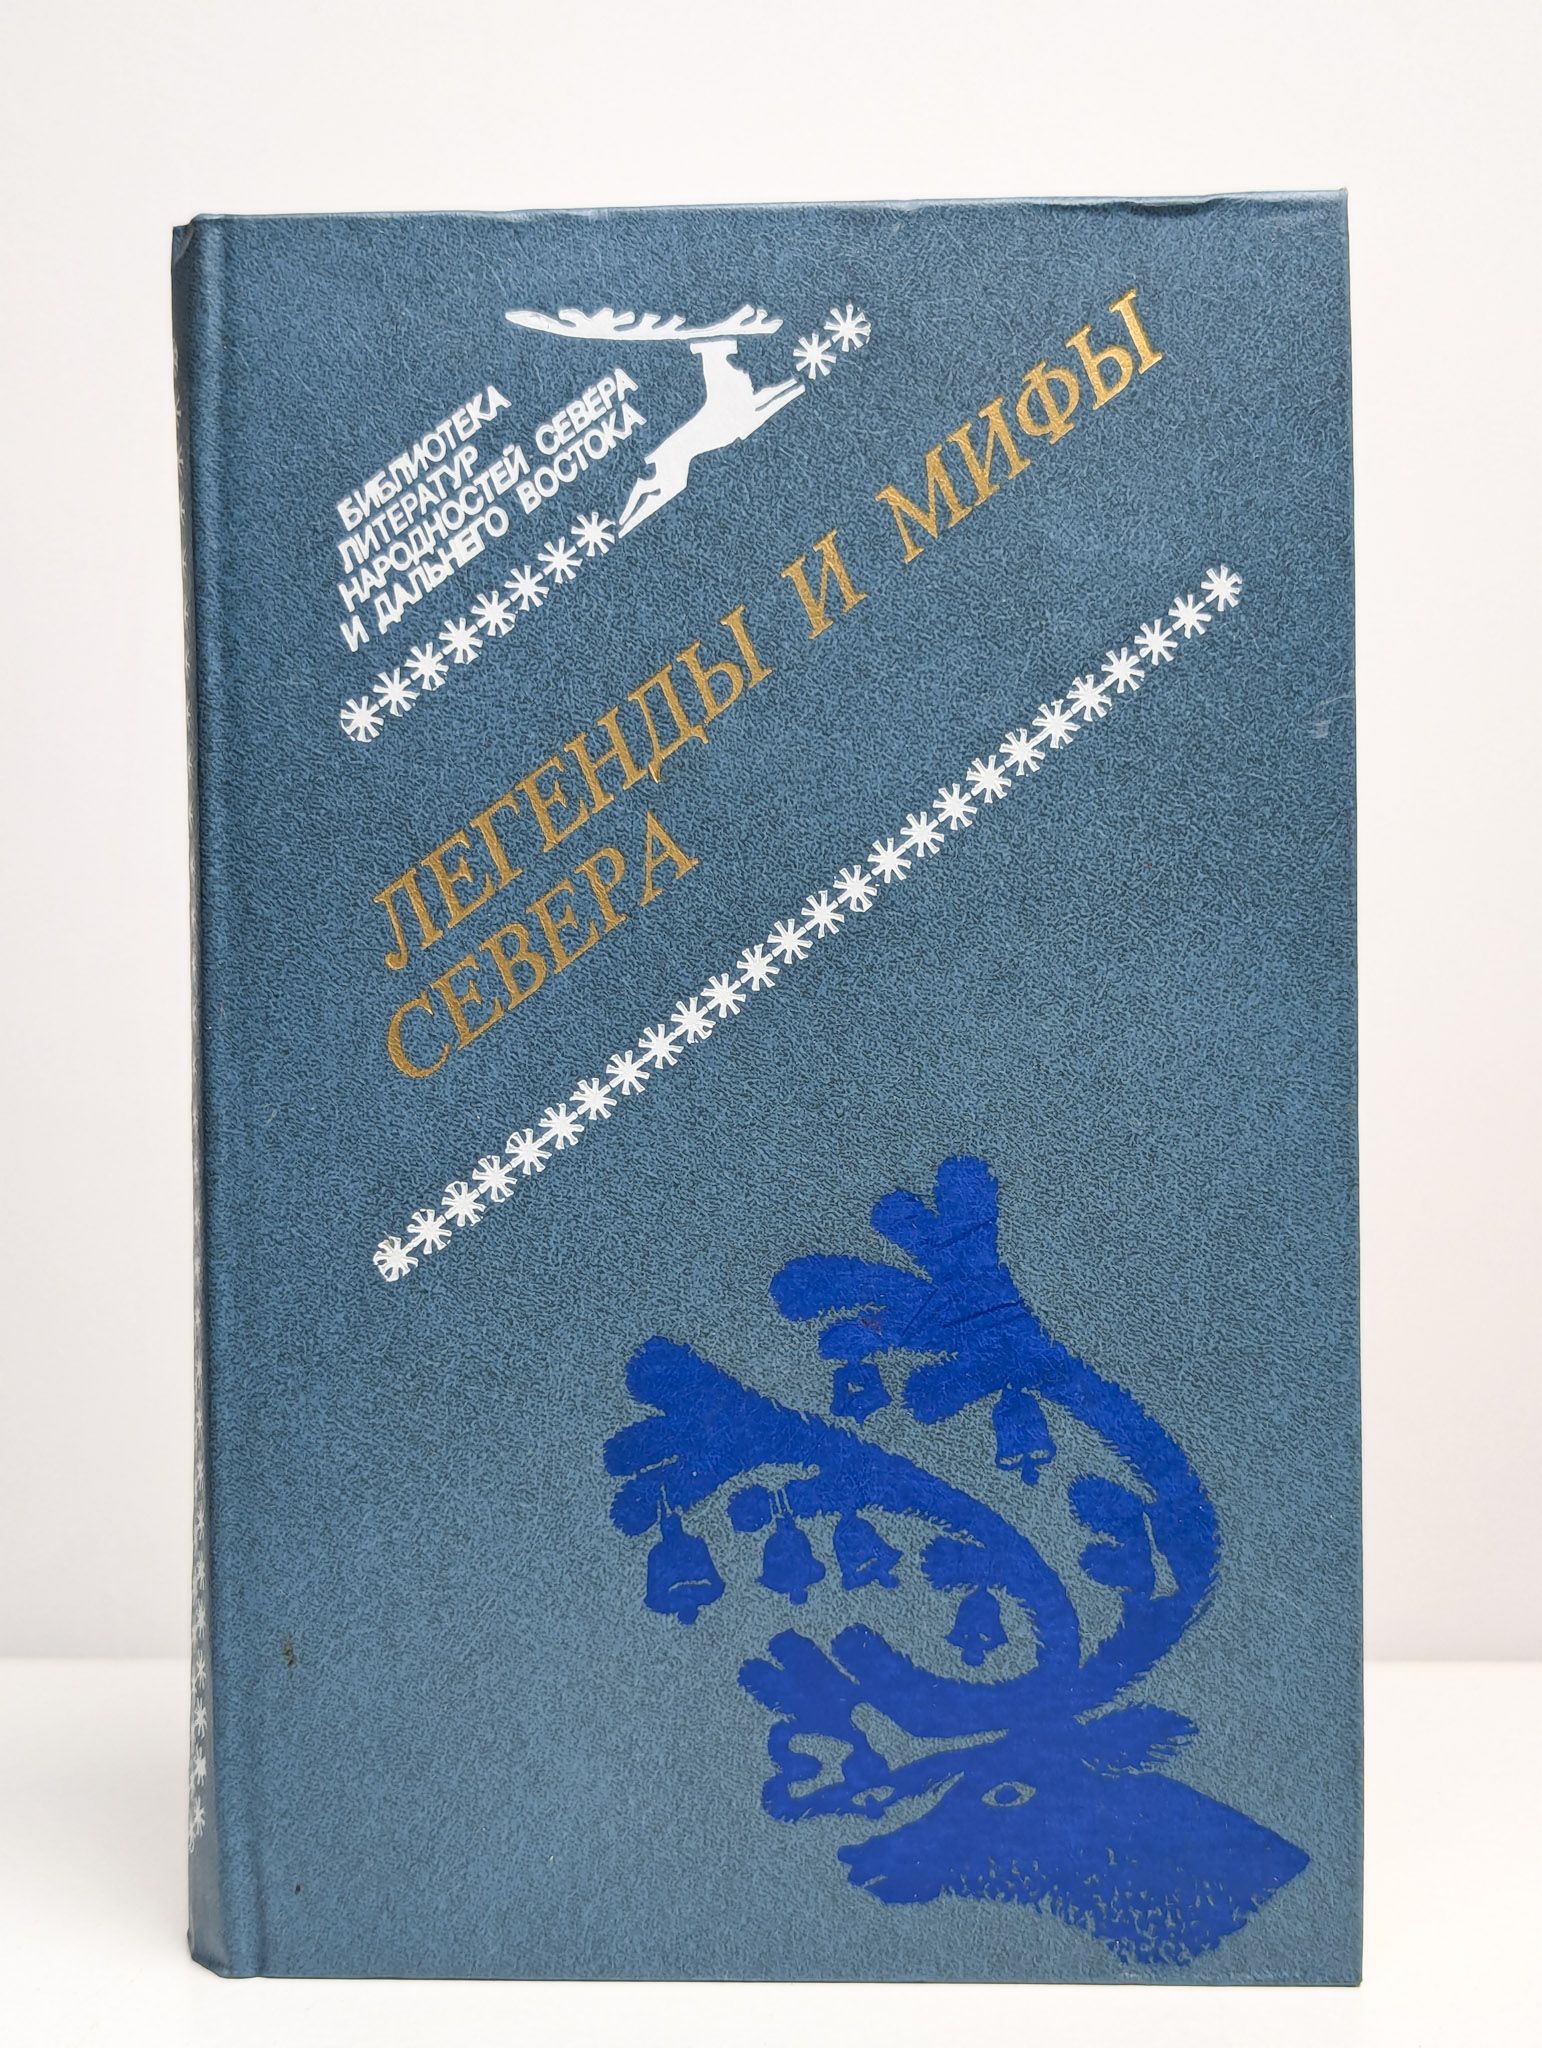 БИБЛИОТЕКА
ЛИТЕРАТУР
НАРОДНОСТЕЙ СЕВЕРА
И ДАЛЬНЕГО ВОСТОКА
ЛЕГЕНДЫ И МИФЫ
СЕВЕРА